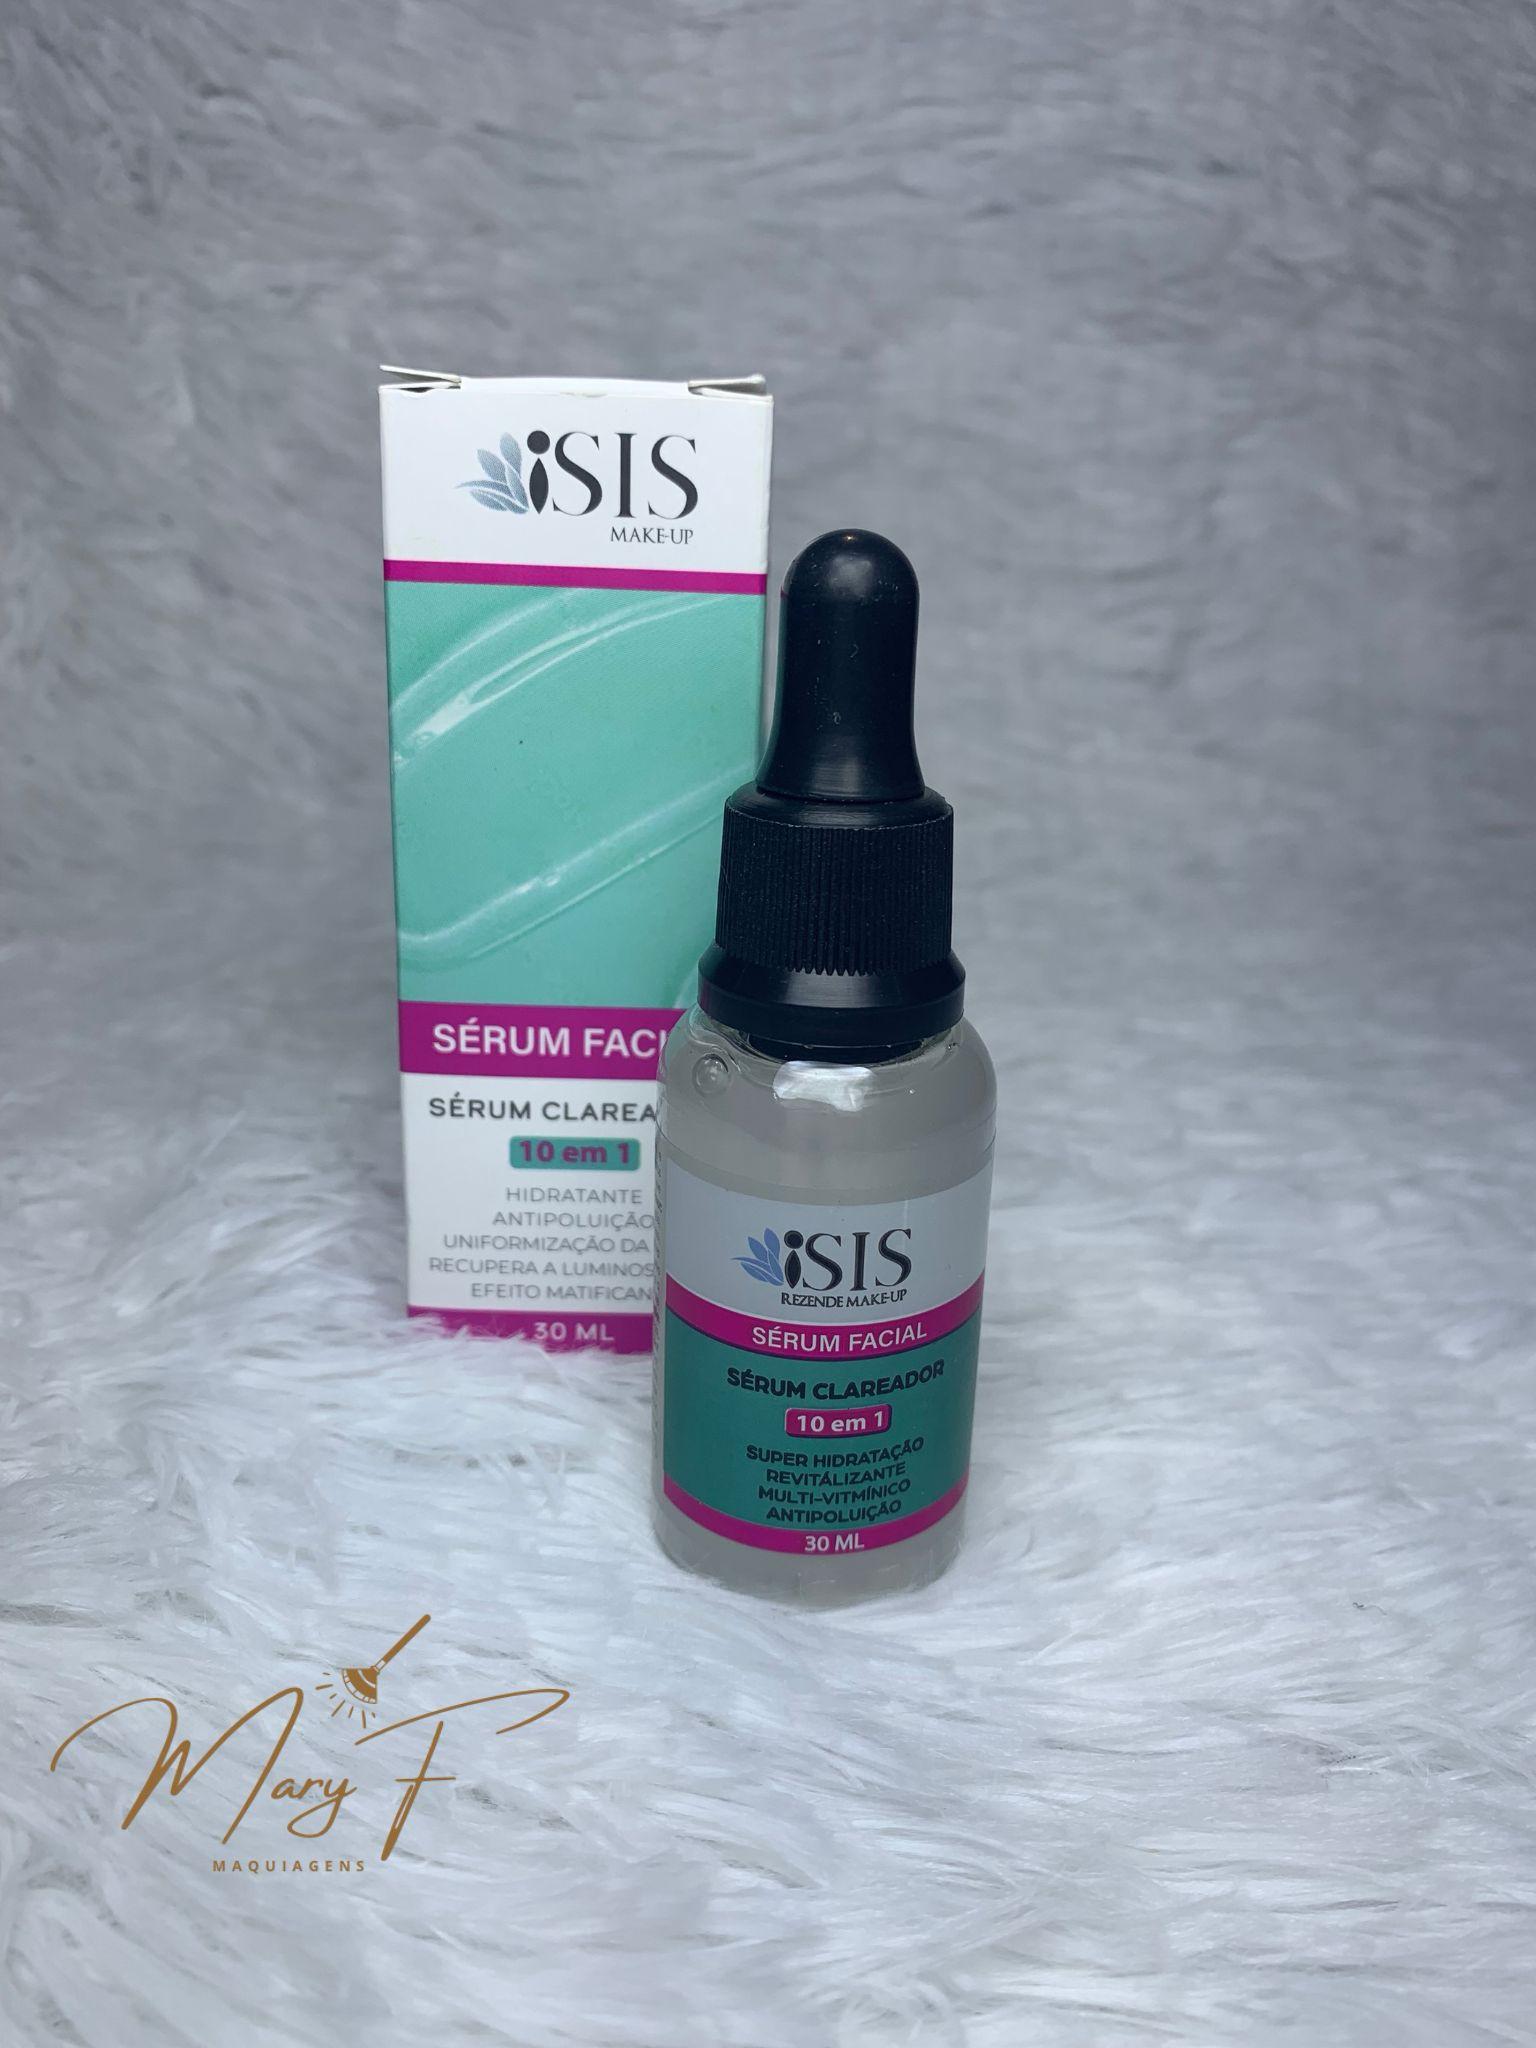 iSIS
MAKE-UP
SÉRUM FACI
SÉRUM CLAREA
10 em 1
HIDRATANTE
ANTIPOLUIÇÃO
UNIFORMIZAÇÃO DA
RECUPERA A LUMINOS
EFEITO MATIFICAN
30 ML
iSIS
REZENDE MAKE-UP
SÉRUM FACIAL
SÉRUM CLAREADOR
10 em 1
SUPER HIDRATAÇÃO
REVITÁLIZANTE
MULTI-VITMÍNICO
ANTIPOLUIÇÃO
30 ML
Mary F
MAQUIAGENS